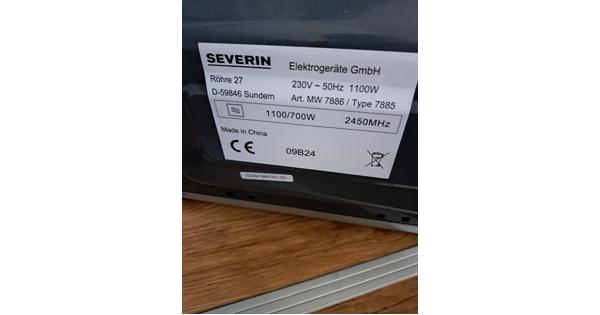 SEVERIN Elektrogeräte GmbH
Röhre 27 230V ~ 50Hz 1100W
D-59846 Sundern Art. MW 7886 / Type 7885
1100/700W 2450MHz
Made in China
CE 09B24